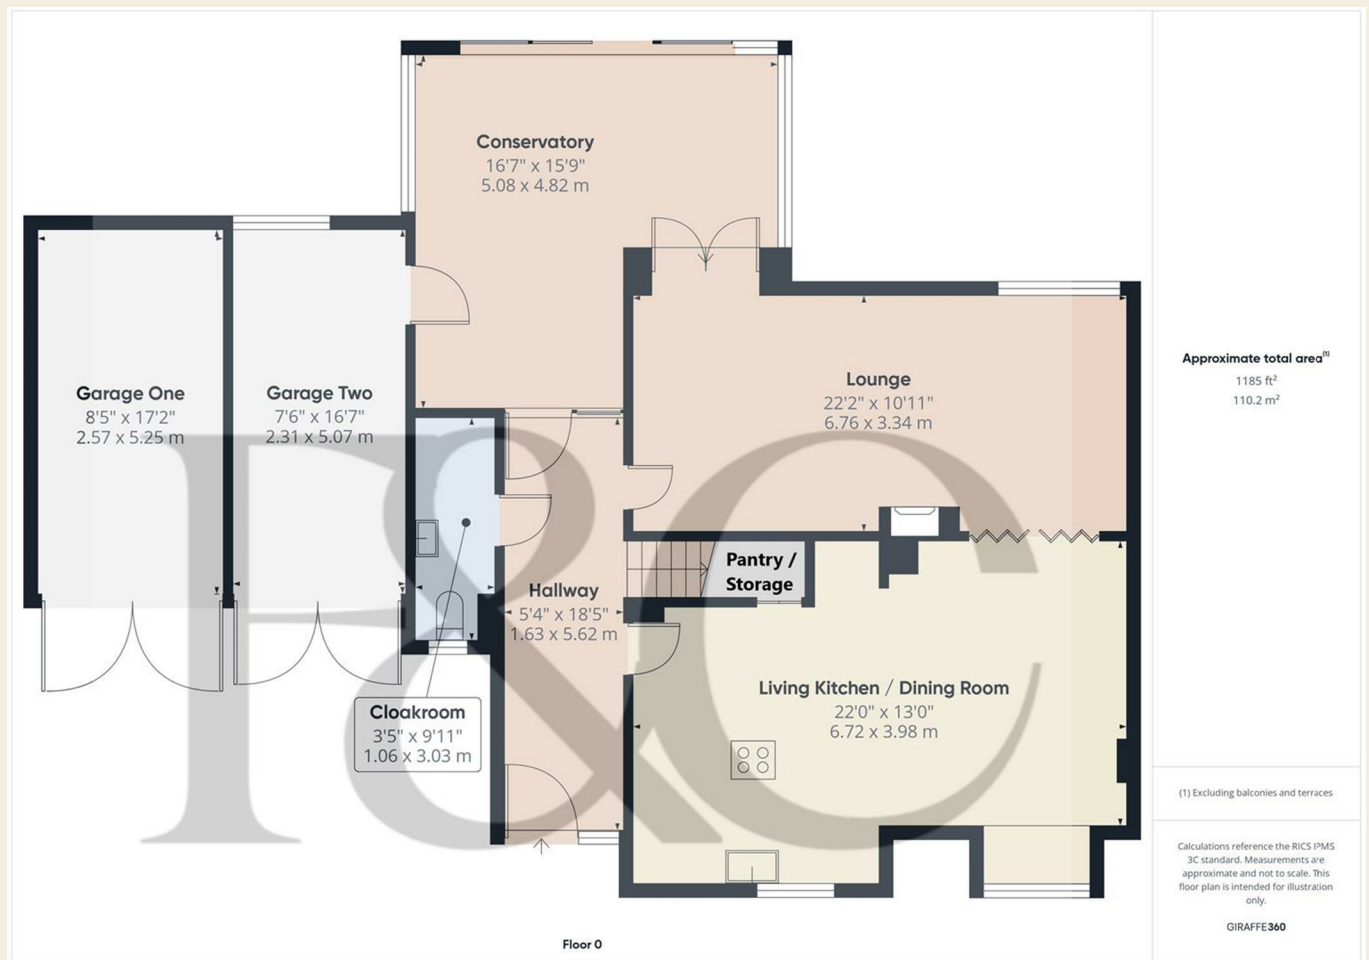 Conservatory
16'7" x 15'9"
5.08 x 4.82 m
Garage One
8'5" x 17'2"
2.57 x 5.25 m
Garage Two
7'6" x 16'7"
2.31 x 5.07 m
Lounge
22'2" x 10'11"
6.76 x 3.34 m
Pantry /
Storage
Hallway
5'4" x 18'5"
1.63 x 5.62 m
Living Kitchen / Dining Room
22'0" x 13'0"
6.72 x 3.98 m
Cloakroom
3'5" x 9'11"
1.06 x 3.03 m
F&C
Floor 0
Approximate total area(1)
1185 ft²
110.2 m²
(1) Excluding balconies and terraces
Calculations reference the RICS IPMS
3C standard. Measurements are
approximate and not to scale. This
floor plan is intended for illustration
only.
GIRAFFE360